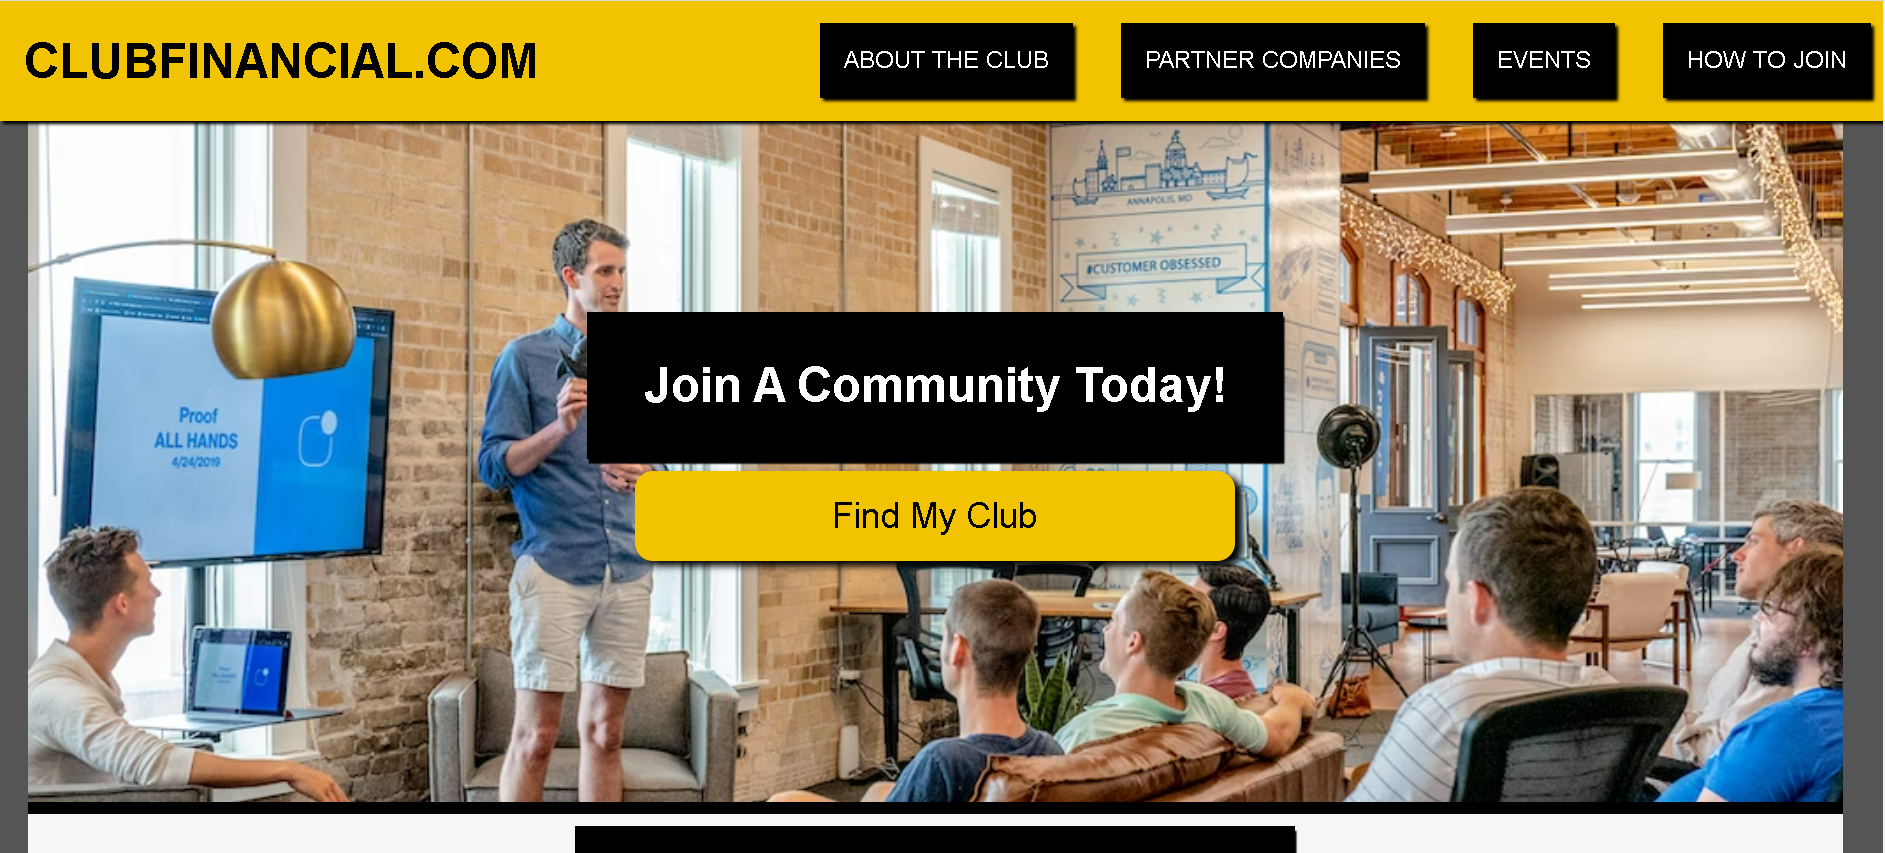 CLUBFINANCIAL.COM
ABOUT THE CLUB
PARTNER COMPANIES
EVENTS
HOW TO JOIN
ANNAPOLIS, MD
#CUSTOMER OBSESSED
Proof
ALL HANDS
4/24/2019
Join A Community Today!
Find My Club